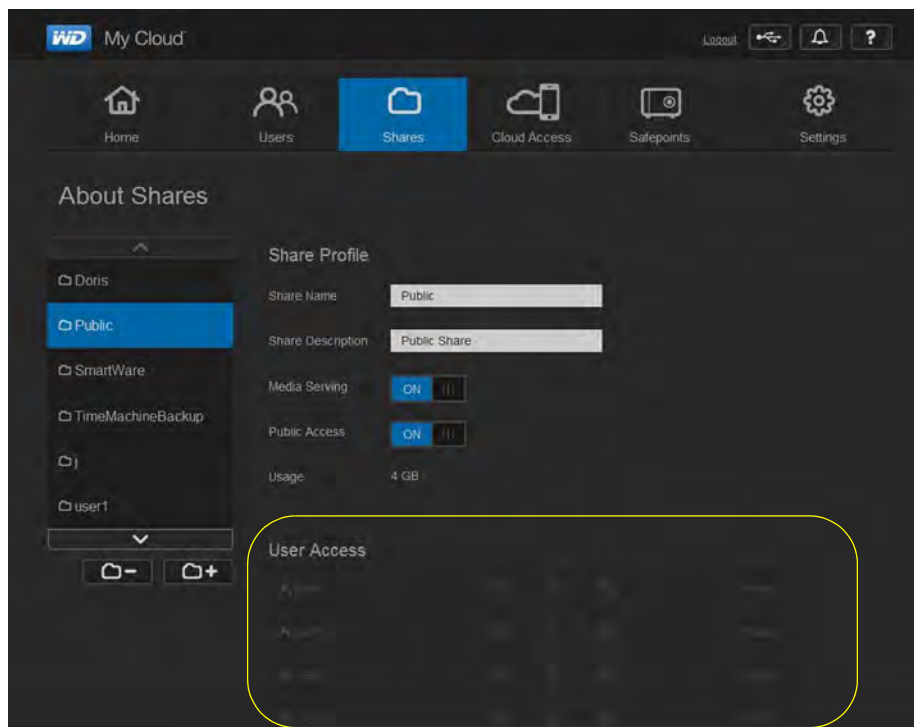 WD My Cloud
Logout ?
Home Users Shares Cloud Access Safepoints Settings
About Shares
Doris
Public
SmartWare
TimeMachineBackup
j
user1
Share Profile
Share Name Public
Share Description Public Share
Media Serving ON
Public Access ON
Usage 4 GB
User Access